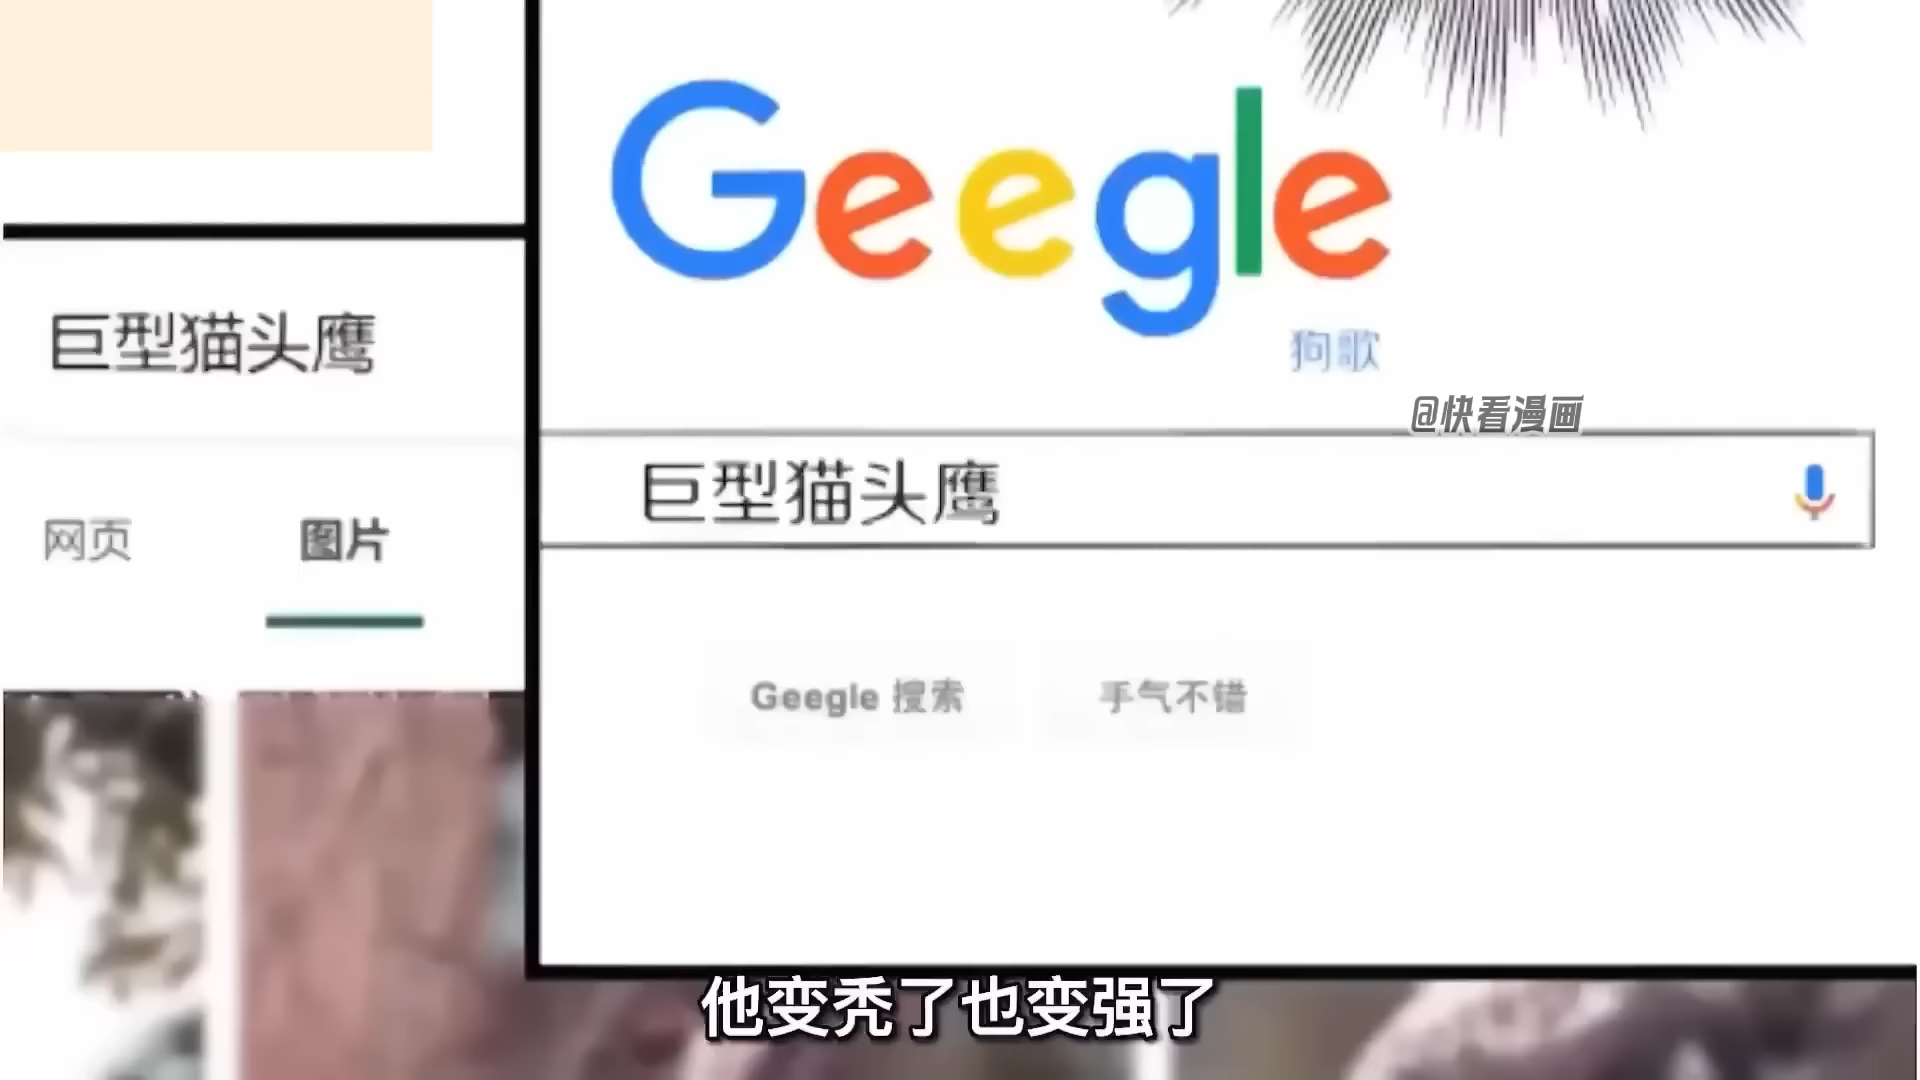 Geegle
狗歌
@快看漫画
巨型猫头鹰
巨型猫头鹰
网页 图片
Geegle 搜索 手气不错
他变秃了也变强了